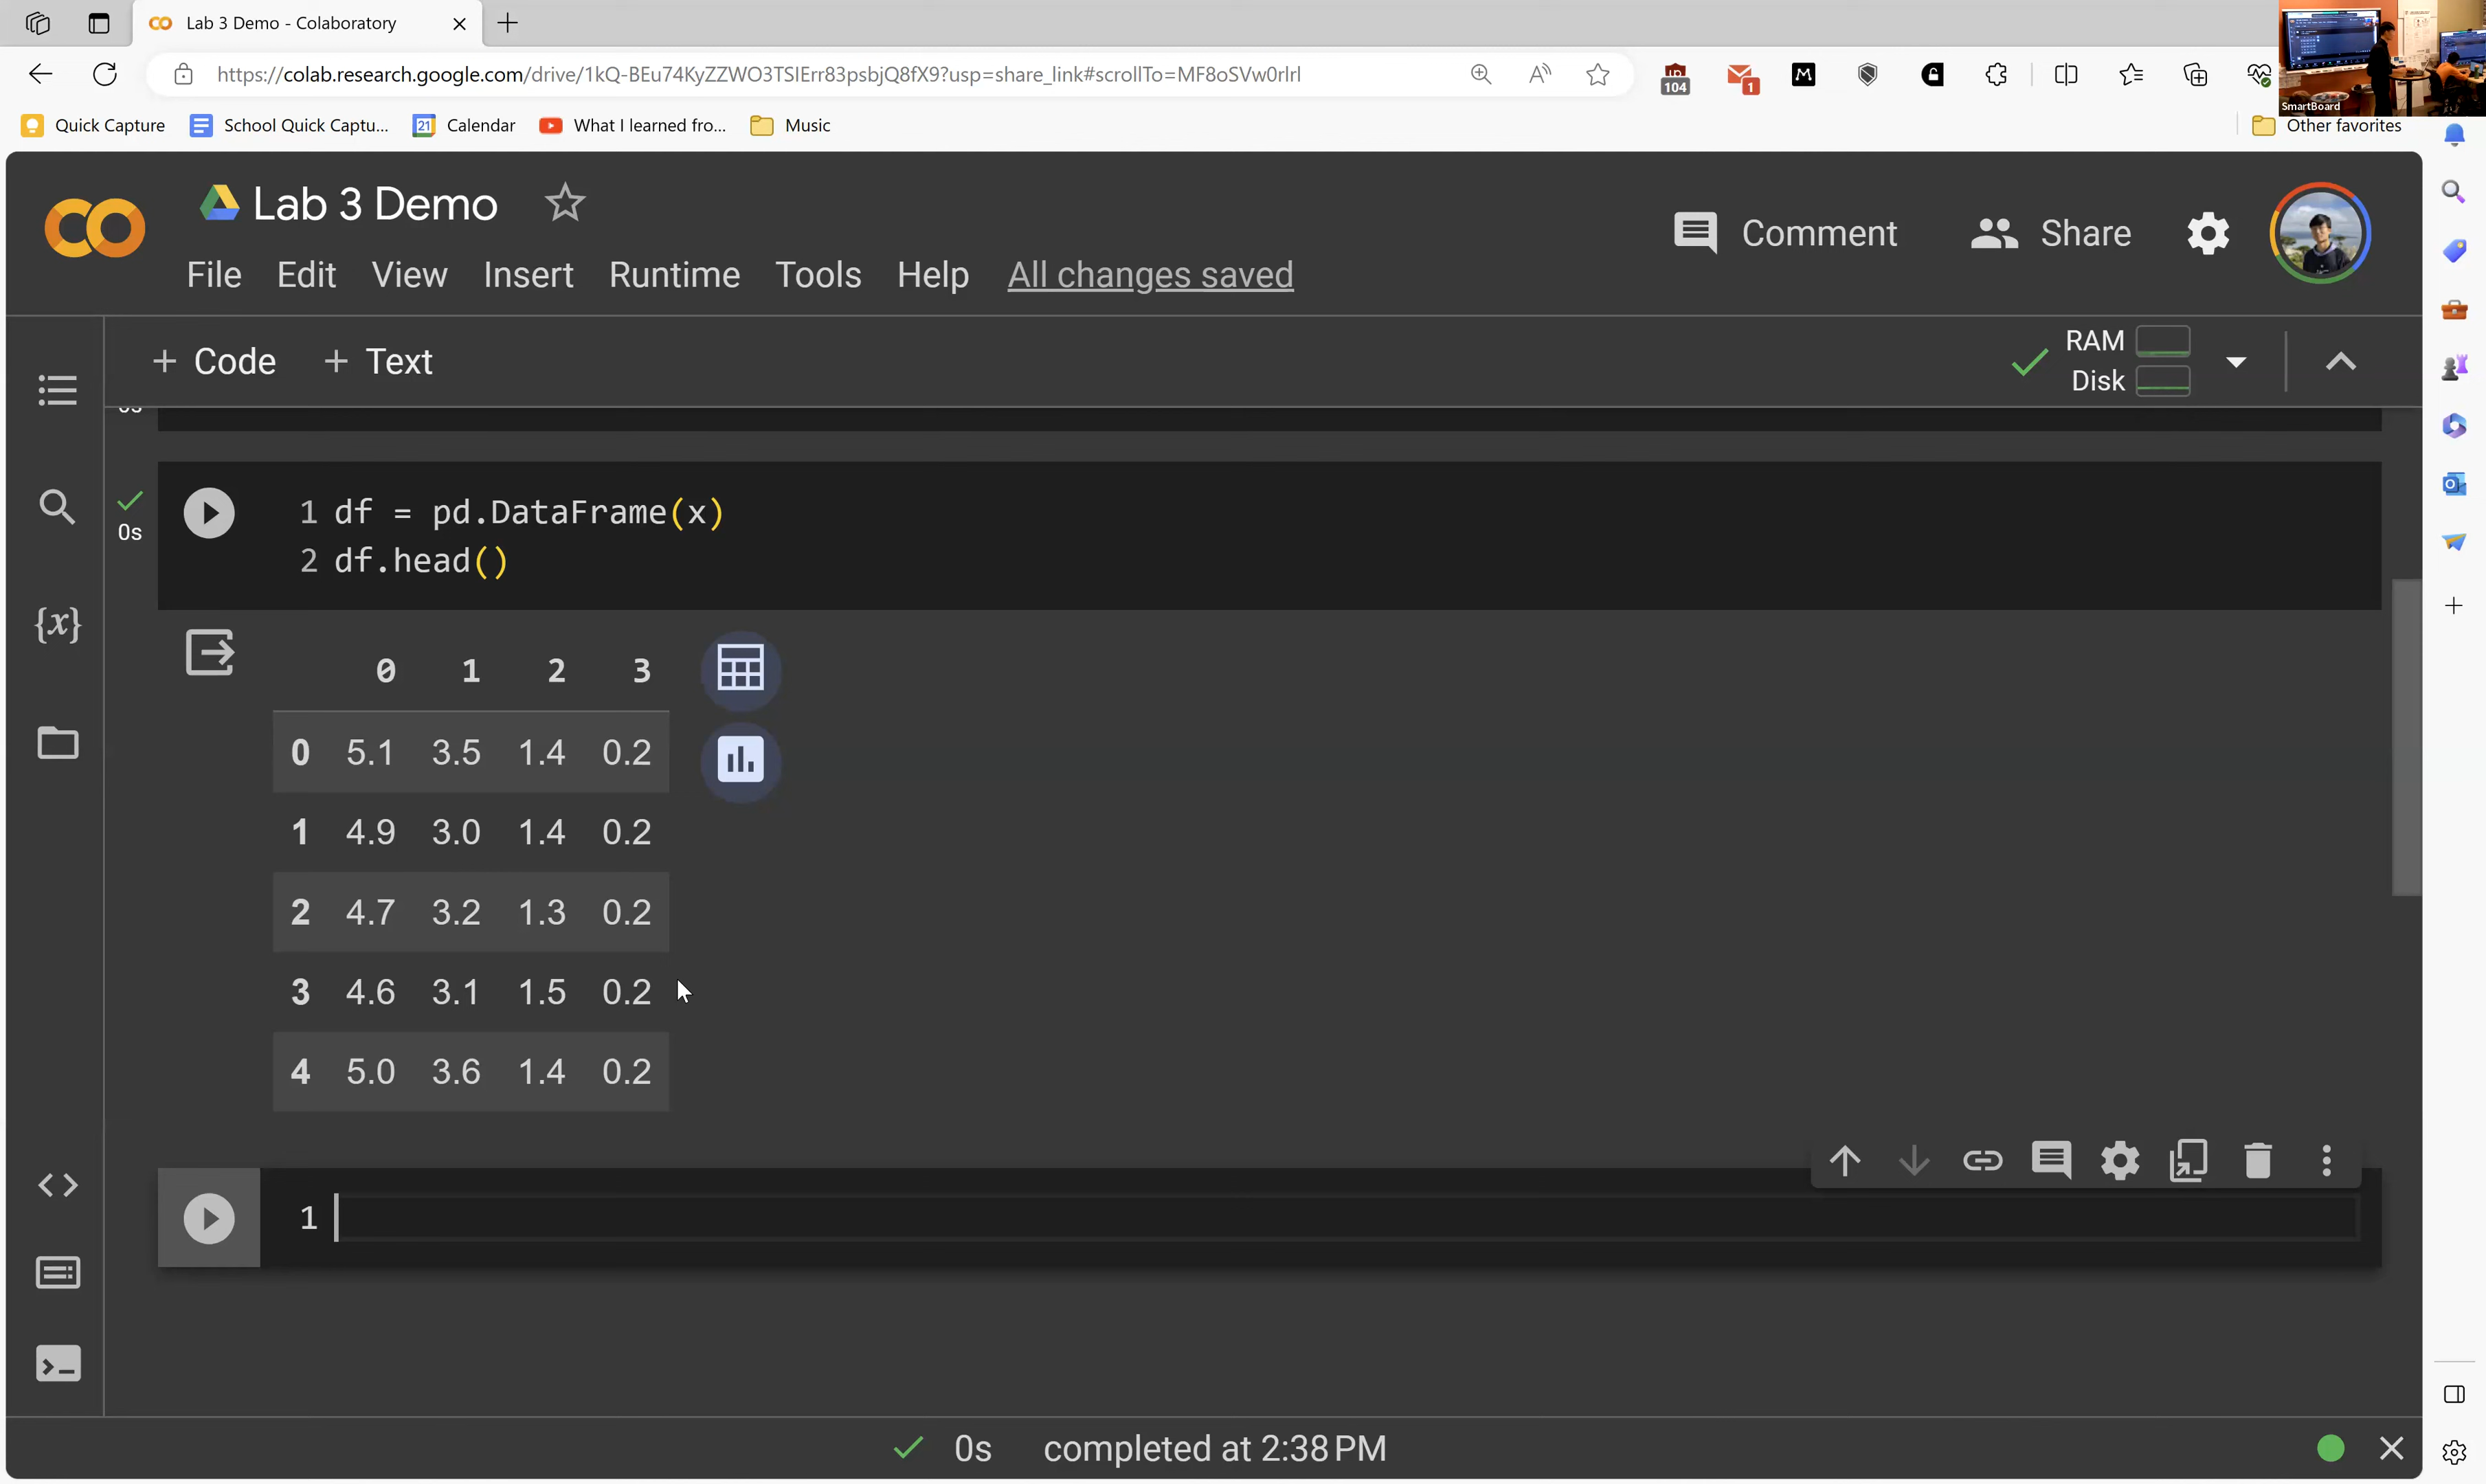 Lab 3 Demo - Colaboratory
https://colab.research.google.com/drive/1kQ-BEu74KyZZWO3TSIErr83psbjQ8fX9?usp=share_link#scrollTo=MF8oSVw0rlrl
104
1
SmartBoard
Quick Capture
School Quick Captu...
21
Calendar
What I learned fro...
Music
Other favorites
Lab 3 Demo
Comment
Share
File Edit View Insert Runtime Tools Help All changes saved
+ Code + Text
RAM
Disk
0s
1 df = pd.DataFrame(x)
2 df.head()
{x}
0 1 2 3
0 5.1 3.5 1.4 0.2
1 4.9 3.0 1.4 0.2
2 4.7 3.2 1.3 0.2
3 4.6 3.1 1.5 0.2
4 5.0 3.6 1.4 0.2
1
0s completed at 2:38 PM